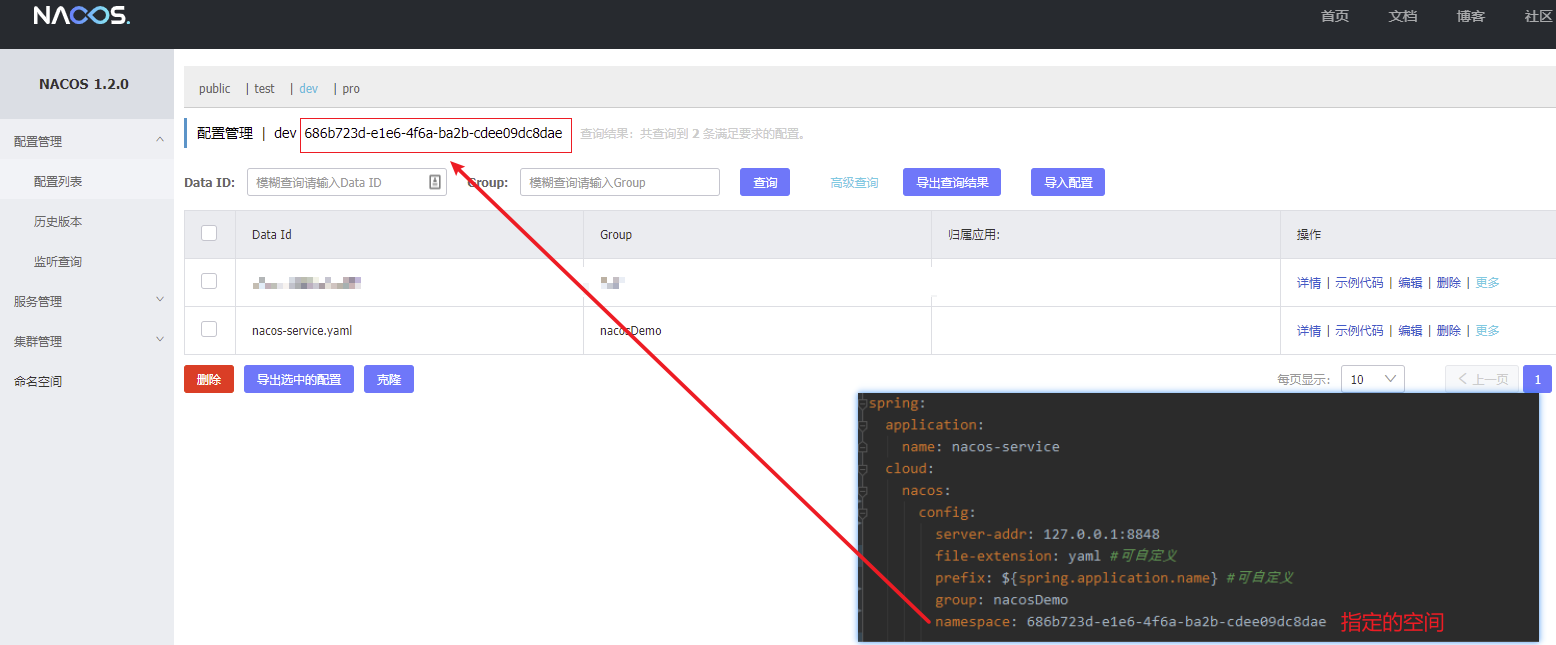 NACOS.
首页 文档 博客 社区
NACOS 1.2.0
配置管理
配置列表
历史版本
监听查询
服务管理
集群管理
命名空间
public | test | dev | pro
配置管理 | dev 686b723d-e1e6-4f6a-ba2b-cdee09dc8dae 查询结果：共查询到 2 条满足要求的配置。
Data ID: 模糊查询请输入Data ID Group: 模糊查询请输入Group 查询 高级查询 导出查询结果 导入配置
Data Id Group 归属应用: 操作
详情 | 示例代码 | 编辑 | 删除 | 更多
nacos-service.yaml nacosDemo 详情 | 示例代码 | 编辑 | 删除 | 更多
删除 导出选中的配置 克隆 每页显示: 10 上一页 1
spring:
application:
name: nacos-service
cloud:
nacos:
config:
server-addr: 127.0.0.1:8848
file-extension: yaml #可自定义
prefix: ${spring.application.name} #可自定义
group: nacosDemo
namespace: 686b723d-e1e6-4f6a-ba2b-cdee09dc8dae 指定的空间